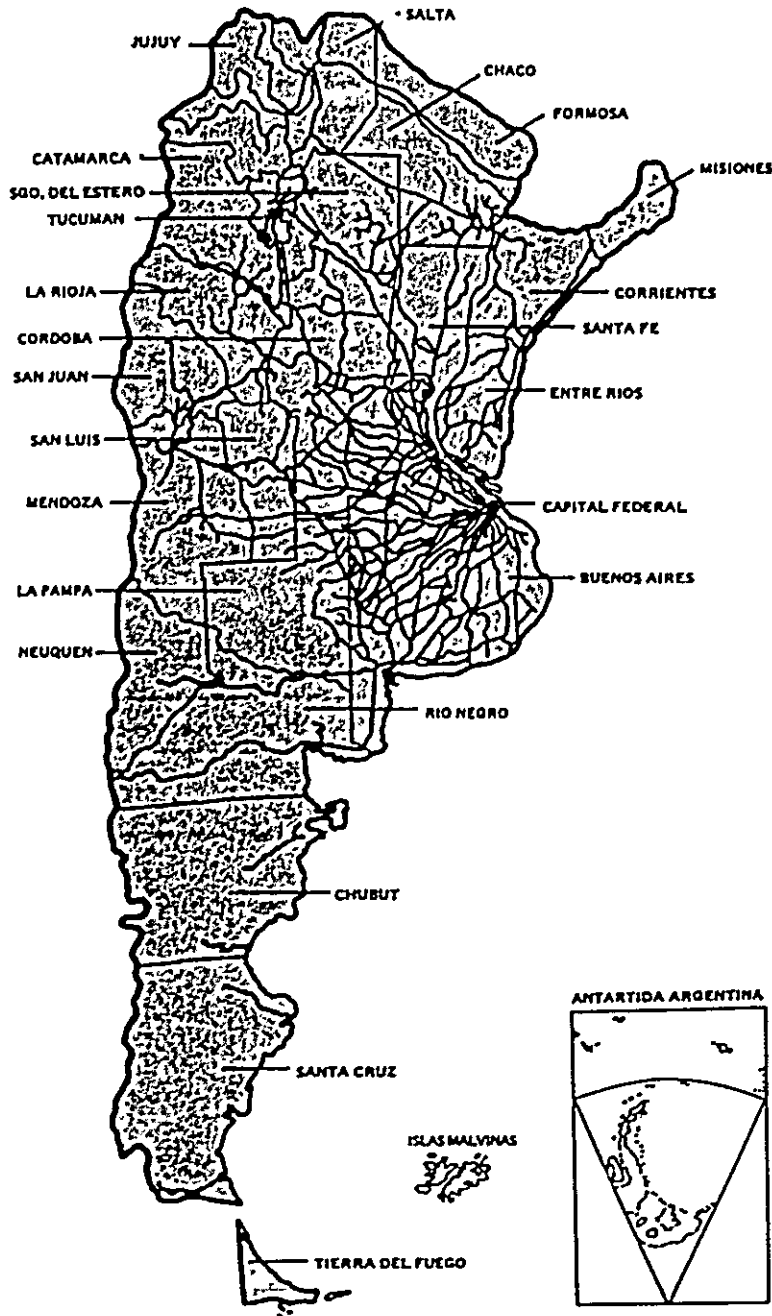 • SALTA
JUJUY
CHACO
FORMOSA
CATAMARCA
MISIONES
SGO. DEL ESTERO
TUCUMAN
LA RIOJA
CORRIENTES
SANTA FE
CORDOBA
SAN JUAN
ENTRE RIOS
SAN LUIS
MENDOZA
CAPITAL FEDERAL
BUENOS AIRES
LA PAMPA
NEUQUEN
RIO NEGRO
CHUBUT
ANTARTIDA ARGENTINA
SANTA CRUZ
ISLAS MALVINAS
TIERRA DEL FUEGO